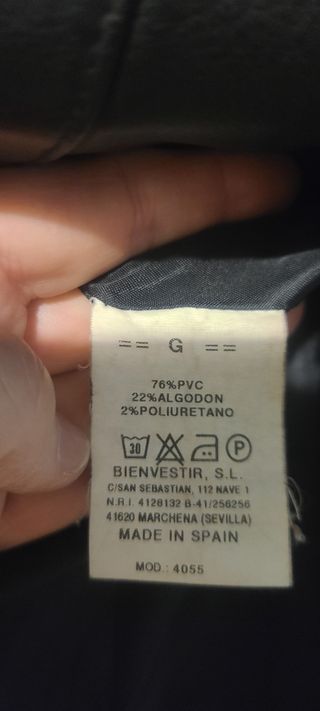 == G ==
76%PVC
22%ALGODON
2%POLIURETANO
30 P
BIENVESTIR, S.L.
C/SAN SEBASTIAN, 112 NAVE 1
N.R.I. 4128132 B-41/256256
41620 MARCHENA (SEVILLA)
MADE IN SPAIN
MOD.: 4055